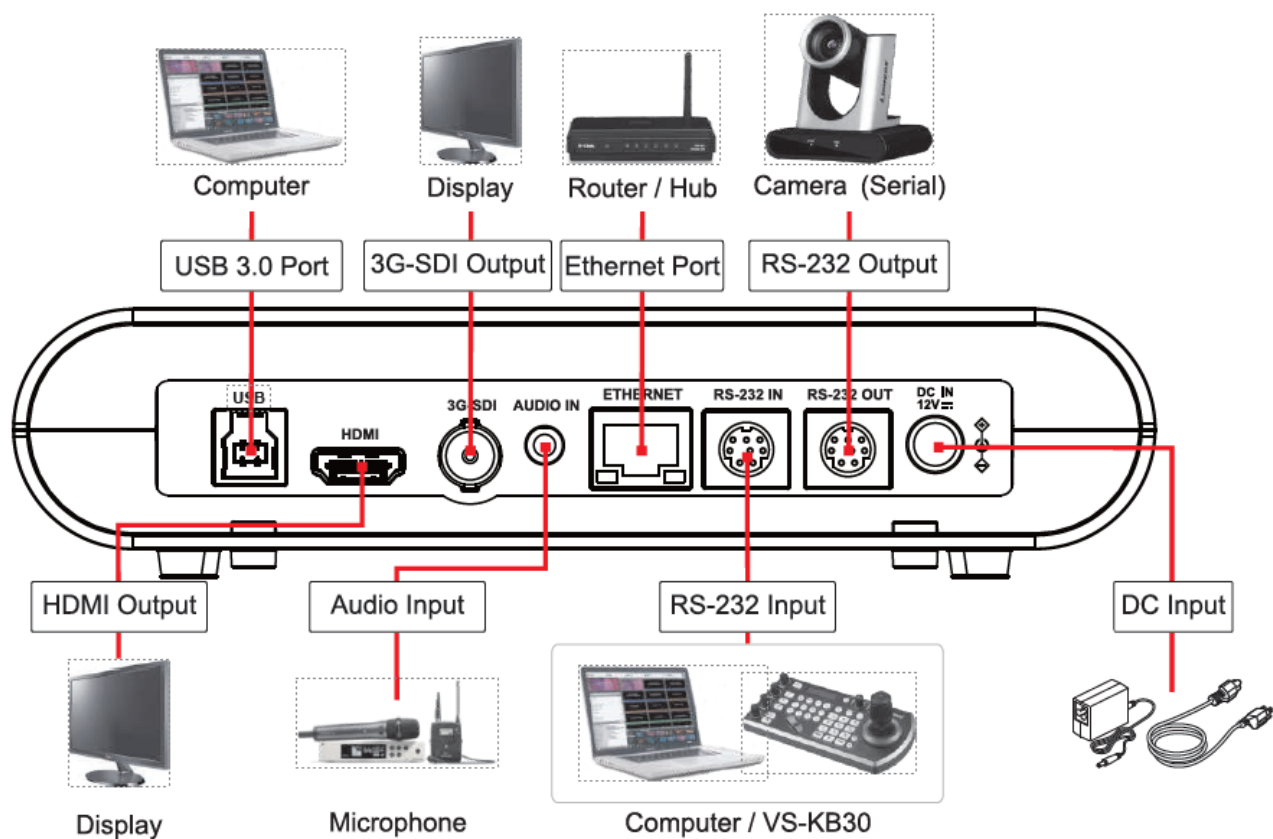 Computer
Display
Router / Hub
Camera (Serial)
USB 3.0 Port
3G-SDI Output
Ethernet Port
RS-232 Output
USB
HDMI
3G-SDI
AUDIO IN
ETHERNET
RS-232 IN
RS-232 OUT
DC IN
12V
HDMI Output
Audio Input
RS-232 Input
DC Input
Display
Microphone
Computer / VS-KB30